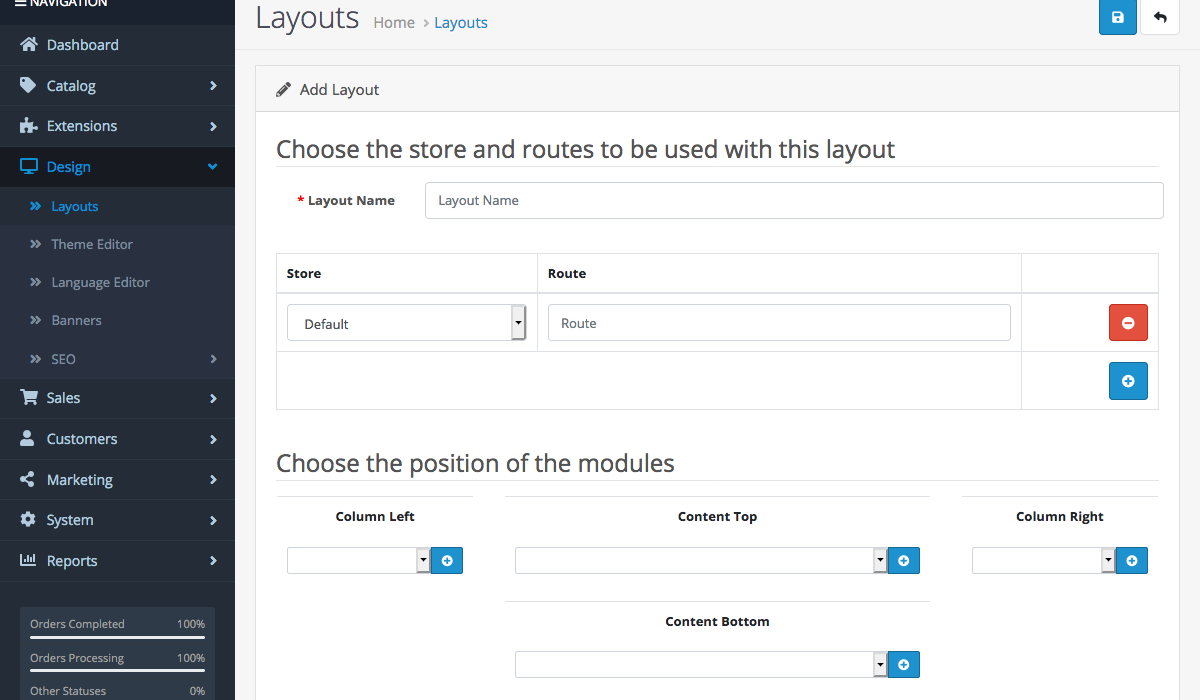 NAVIGATION
Dashboard
Catalog
Extensions
Design
Layouts
Theme Editor
Language Editor
Banners
SEO
Sales
Customers
Marketing
System
Reports
Orders Completed 100%
Orders Processing 100%
Other Statuses 0%
Layouts Home Layouts
Add Layout
Choose the store and routes to be used with this layout
* Layout Name Layout Name
Store Route
Default Route
Choose the position of the modules
Column Left Content Top Column Right
Content Bottom